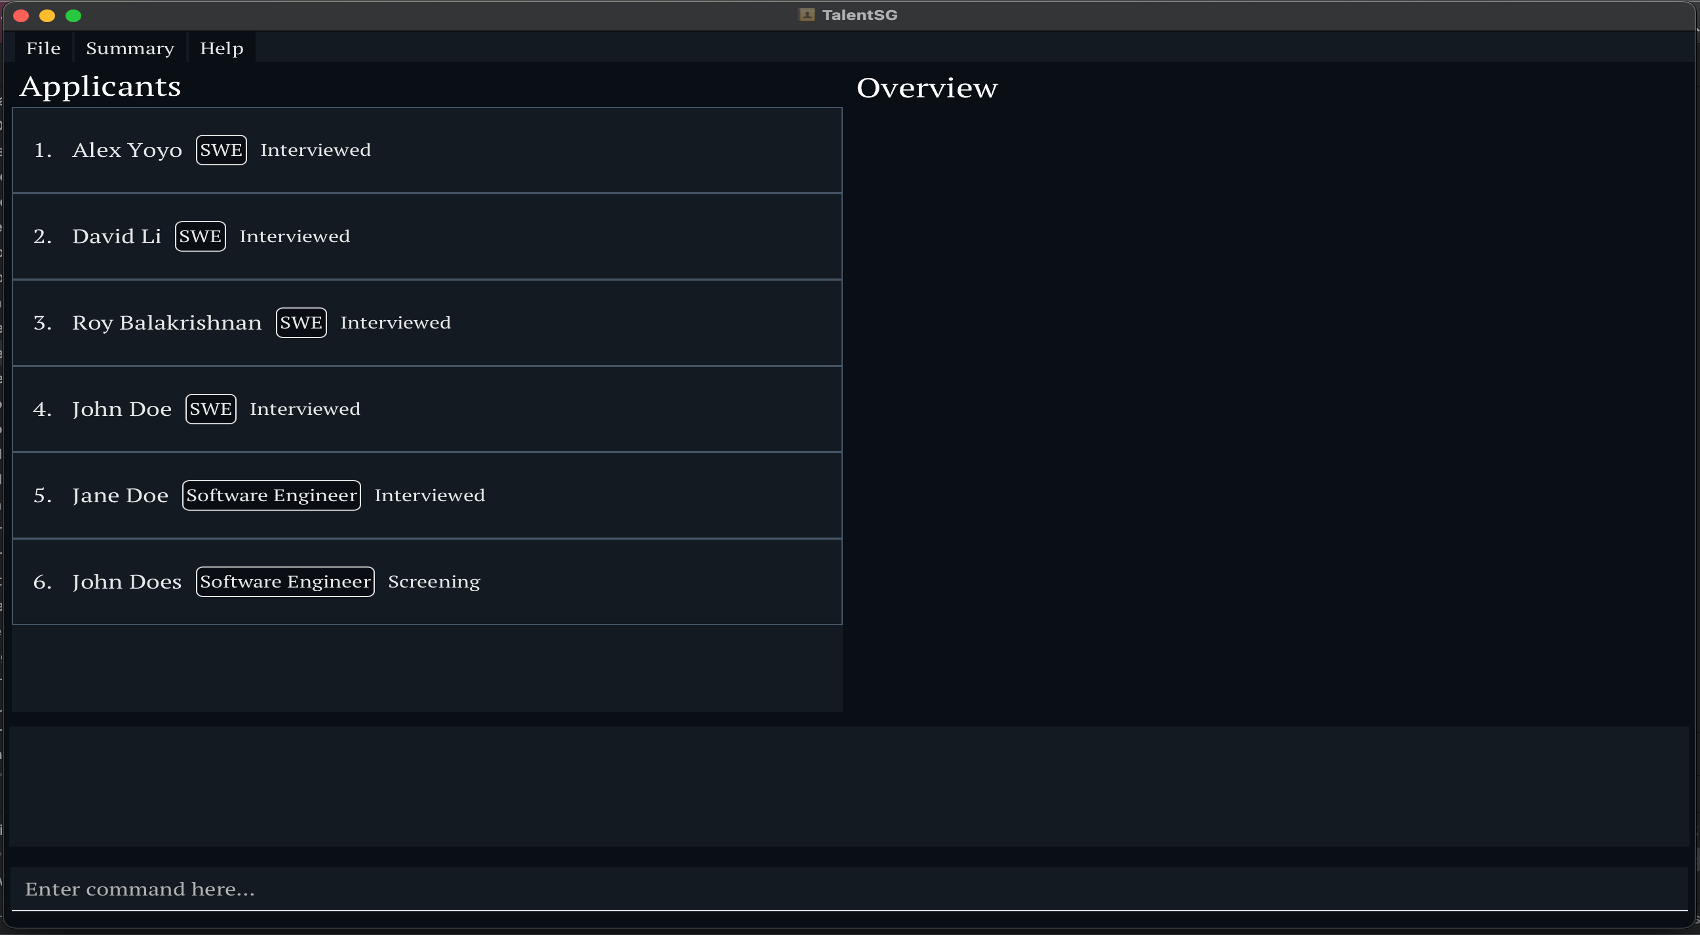 TalentSG
File Summary Help
Applicants
Overview
1. Alex Yoyo SWE Interviewed
2. David Li SWE Interviewed
3. Roy Balakrishnan SWE Interviewed
4. John Doe SWE Interviewed
5. Jane Doe Software Engineer Interviewed
6. John Does Software Engineer Screening
Enter command here...